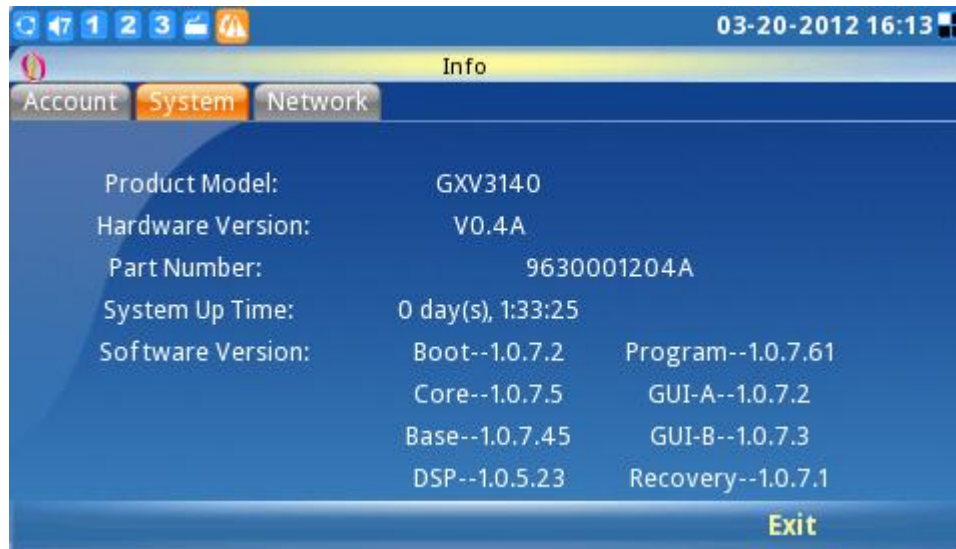 7 1 2 3 03-20-2012 16:13
Info
Account System Network
Product Model: GXV3140
Hardware Version: V0.4A
Part Number: 9630001204A
System Up Time: 0 day(s), 1:33:25
Software Version: Boot--1.0.7.2 Program--1.0.7.61
Core--1.0.7.5 GUI-A--1.0.7.2
Base--1.0.7.45 GUI-B--1.0.7.3
DSP--1.0.5.23 Recovery--1.0.7.1
Exit